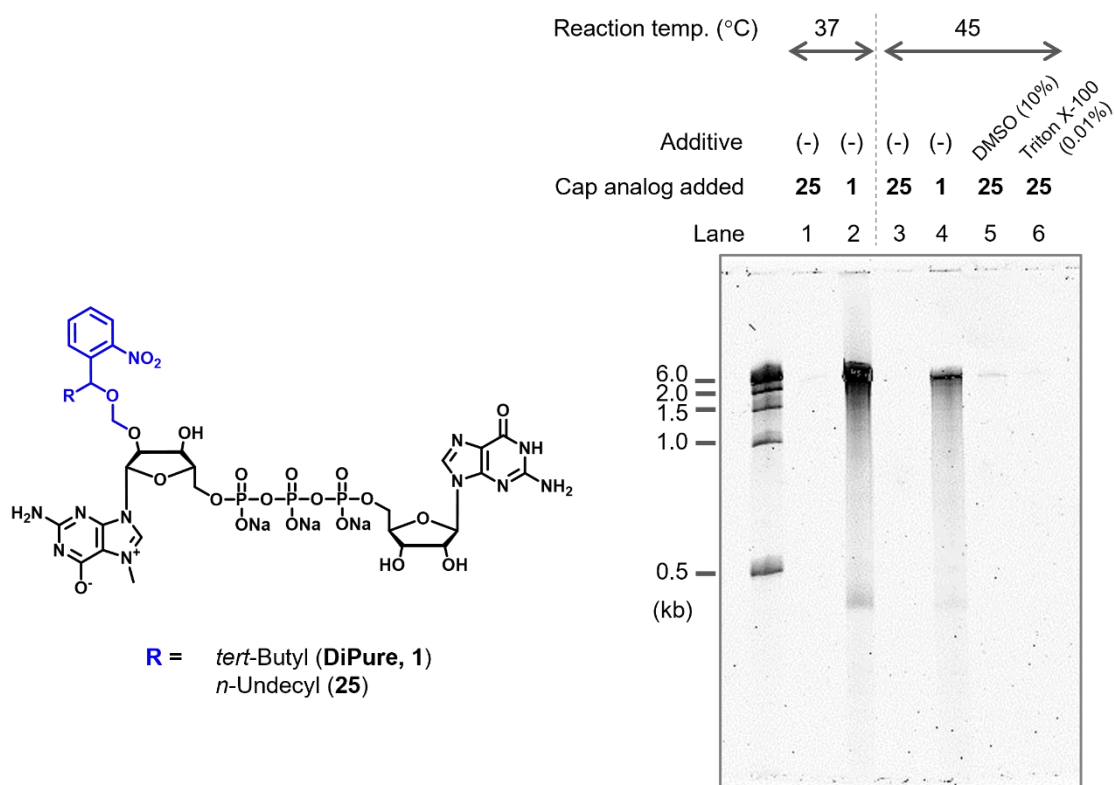 Reaction temp. (°C) 37 45
Additive (-) (-) (-) (-) DMSO (10%) Triton X-100 (0.01%)
Cap analog added 25 1 25 1 25 25
Lane 1 2 3 4 5 6
6.0
2.0
1.5
1.0
0.5
(kb)
NO2
R O
O OH
O
O O O
O P O P O P O
ONa ONa ONa
NH2 N N
N N+
O-
O
N NH
N N NH2
O
HO OH
R = tert-Butyl (DiPure, 1)
n-Undecyl (25)